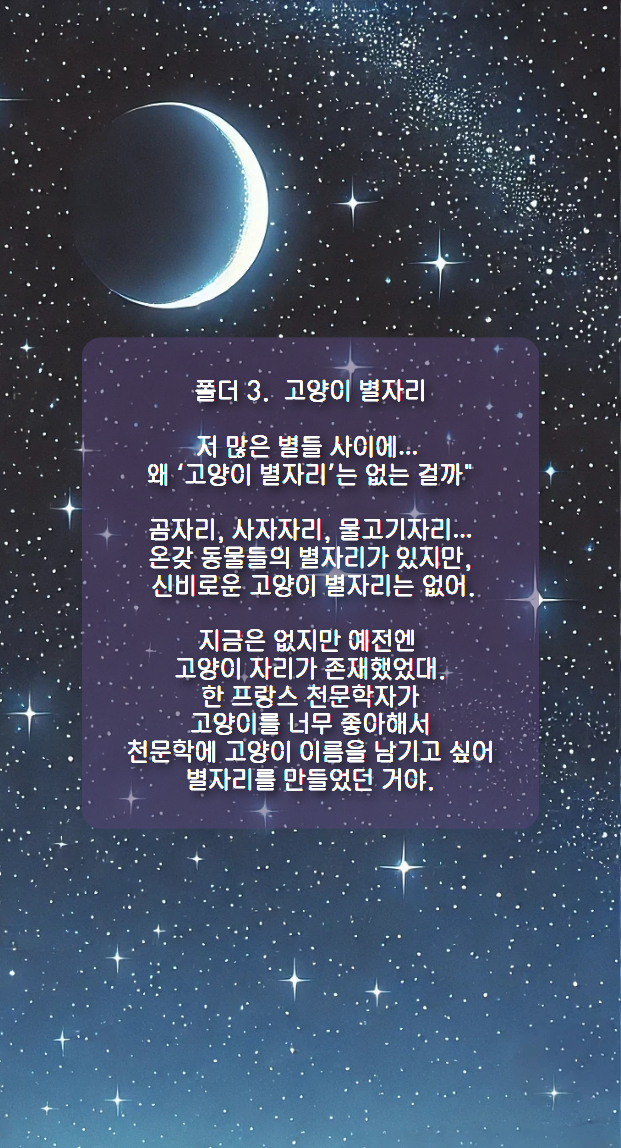 폴더 3. 고양이 별자리
저 많은 별들 사이에...
왜 ‘고양이 별자리’는 없는 걸까"
곰자리, 사자자리, 물고기자리...
온갖 동물들의 별자리가 있지만,
신비로운 고양이 별자리는 없어.
지금은 없지만 예전엔
고양이 자리가 존재했었대.
한 프랑스 천문학자가
고양이를 너무 좋아해서
천문학에 고양이 이름을 남기고 싶어
별자리를 만들었던 거야.